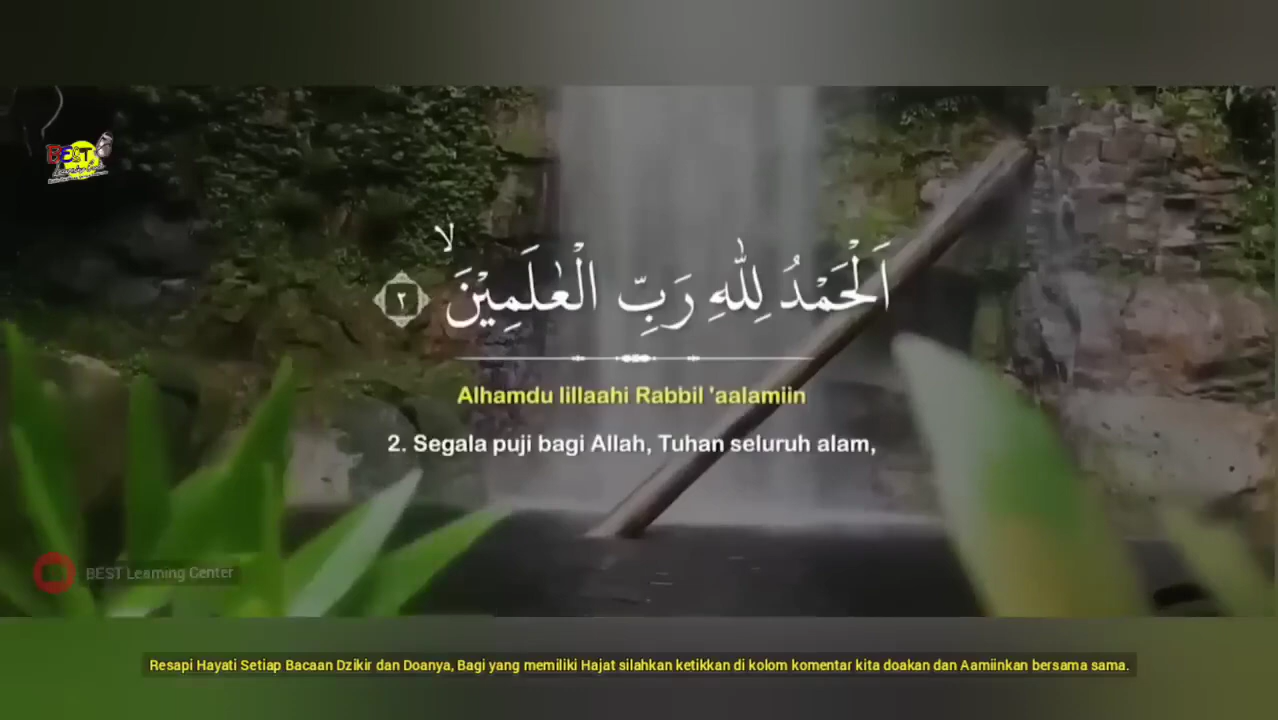 BEST
اَلْحَمْدُ لِلّٰهِ رَبِّ الْعٰلَمِيْنَۙ ٢
Alhamdu lillaahi Rabbil 'aalamiin
2. Segala puji bagi Allah, Tuhan seluruh alam,
BEST Learning Center
Resapi Hayati Setiap Bacaan Dzikir dan Doanya, Bagi yang memiliki Hajat silahkan ketikkan di kolom komentar kita doakan dan Aamiinkan bersama sama.